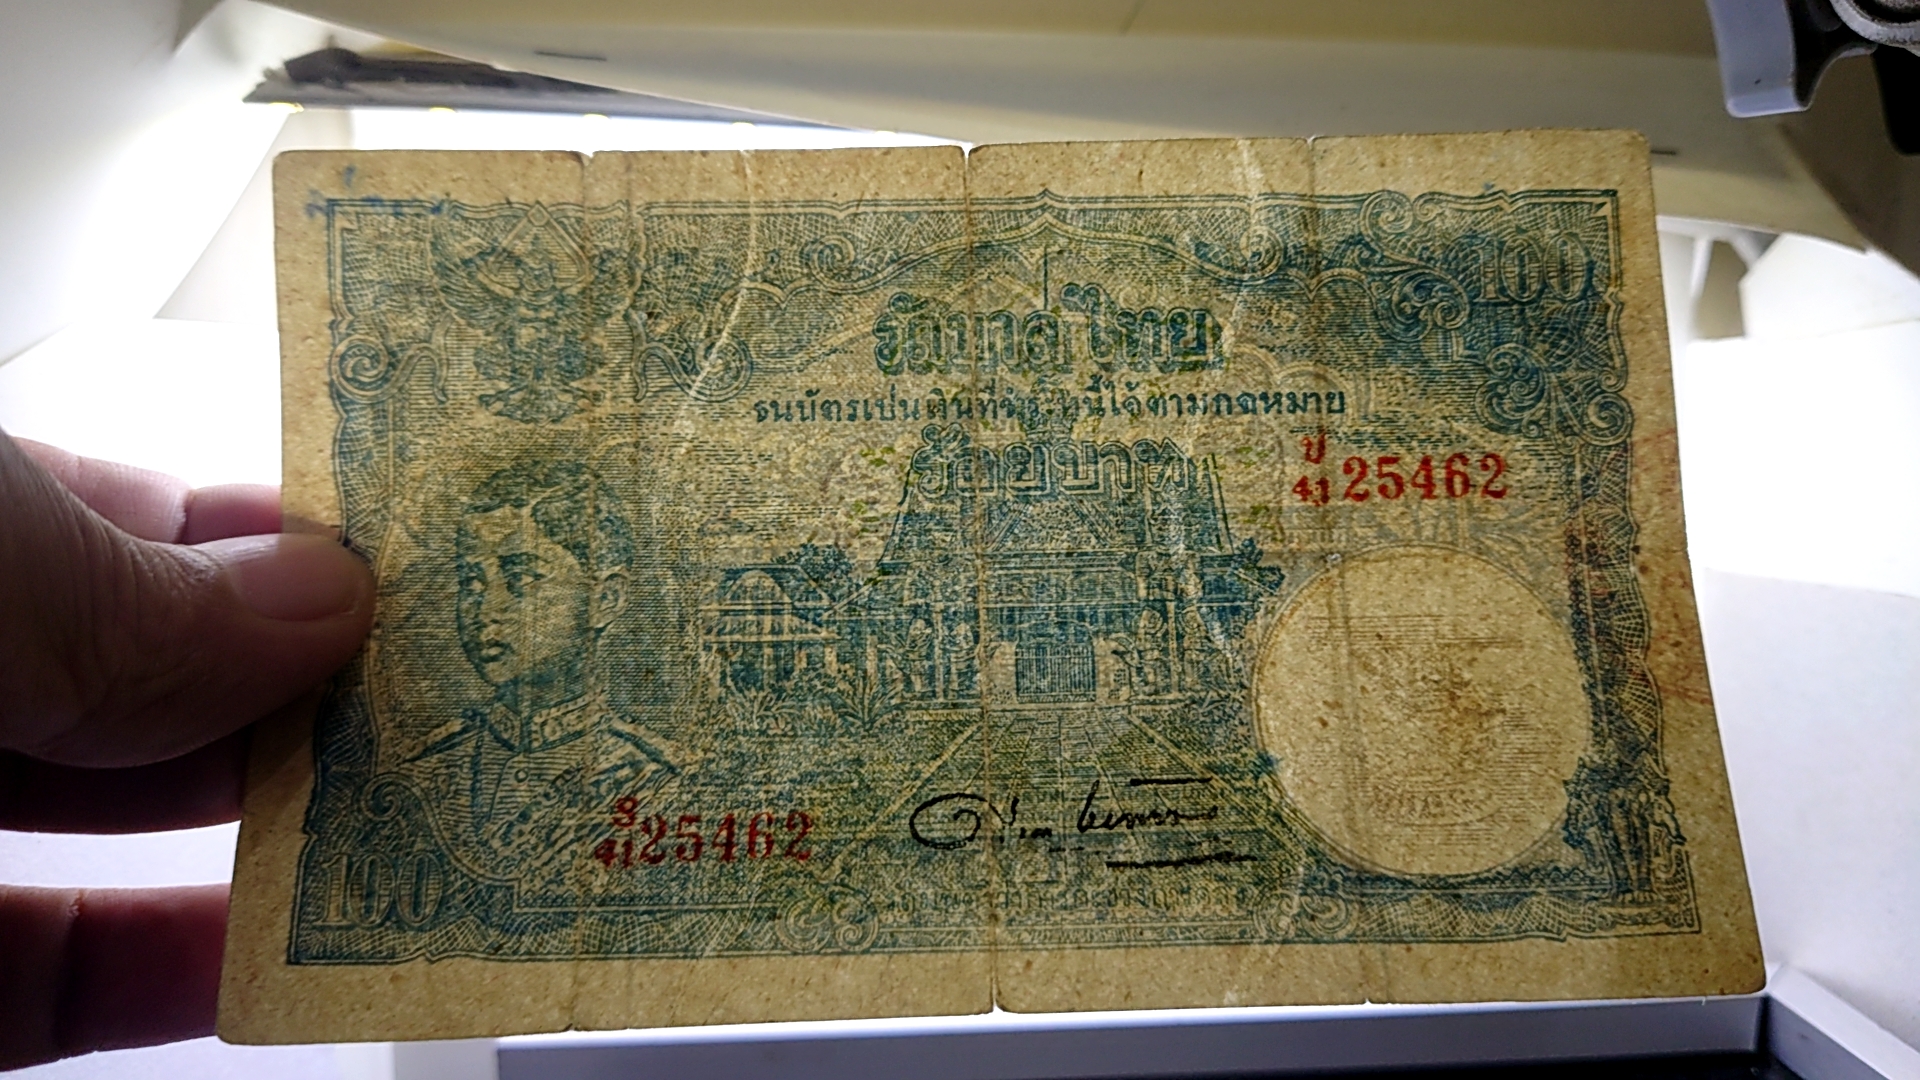 100
รัถบาลไทย
ธนบัตรเปนเงินที่ชำระหนี้ได้ตามกดหมาย
ร้อยบาท
ป/41 25462
S/41 25462
100